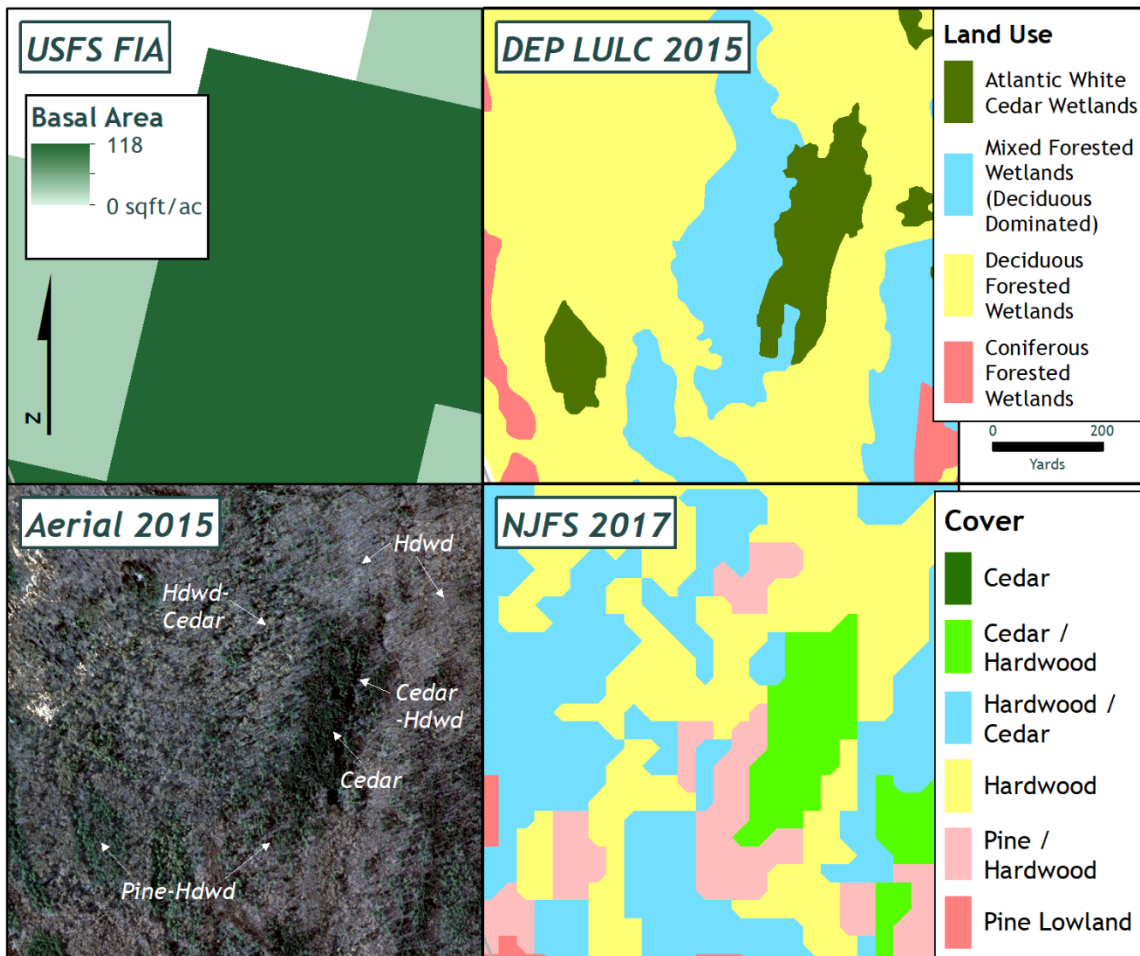 USFS FIA
Basal Area
118
0 sqft/ac
N
DEP LULC 2015
Land Use
Atlantic White
Cedar Wetlands
Mixed Forested
Wetlands
(Deciduous
Dominated)
Deciduous
Forested
Wetlands
Coniferous
Forested
Wetlands
0 200
Yards
Aerial 2015
Hdwd
Hdwd-
Cedar
Cedar
-Hdwd
Cedar
Pine-Hdwd
NJFS 2017
Cover
Cedar
Cedar /
Hardwood
Hardwood /
Cedar
Hardwood
Pine /
Hardwood
Pine Lowland